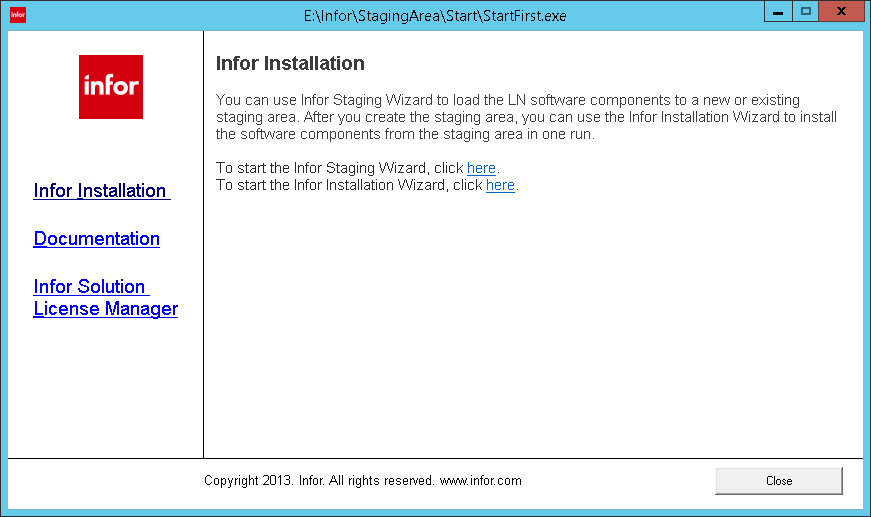 infor
E:\Infor\StagingArea\Start\StartFirst.exe
infor
Infor Installation
Documentation
Infor Solution
License Manager
Infor Installation
You can use Infor Staging Wizard to load the LN software components to a new or existing
staging area. After you create the staging area, you can use the Infor Installation Wizard to install
the software components from the staging area in one run.
To start the Infor Staging Wizard, click here.
To start the Infor Installation Wizard, click here.
Copyright 2013. Infor. All rights reserved. www.infor.com
Close